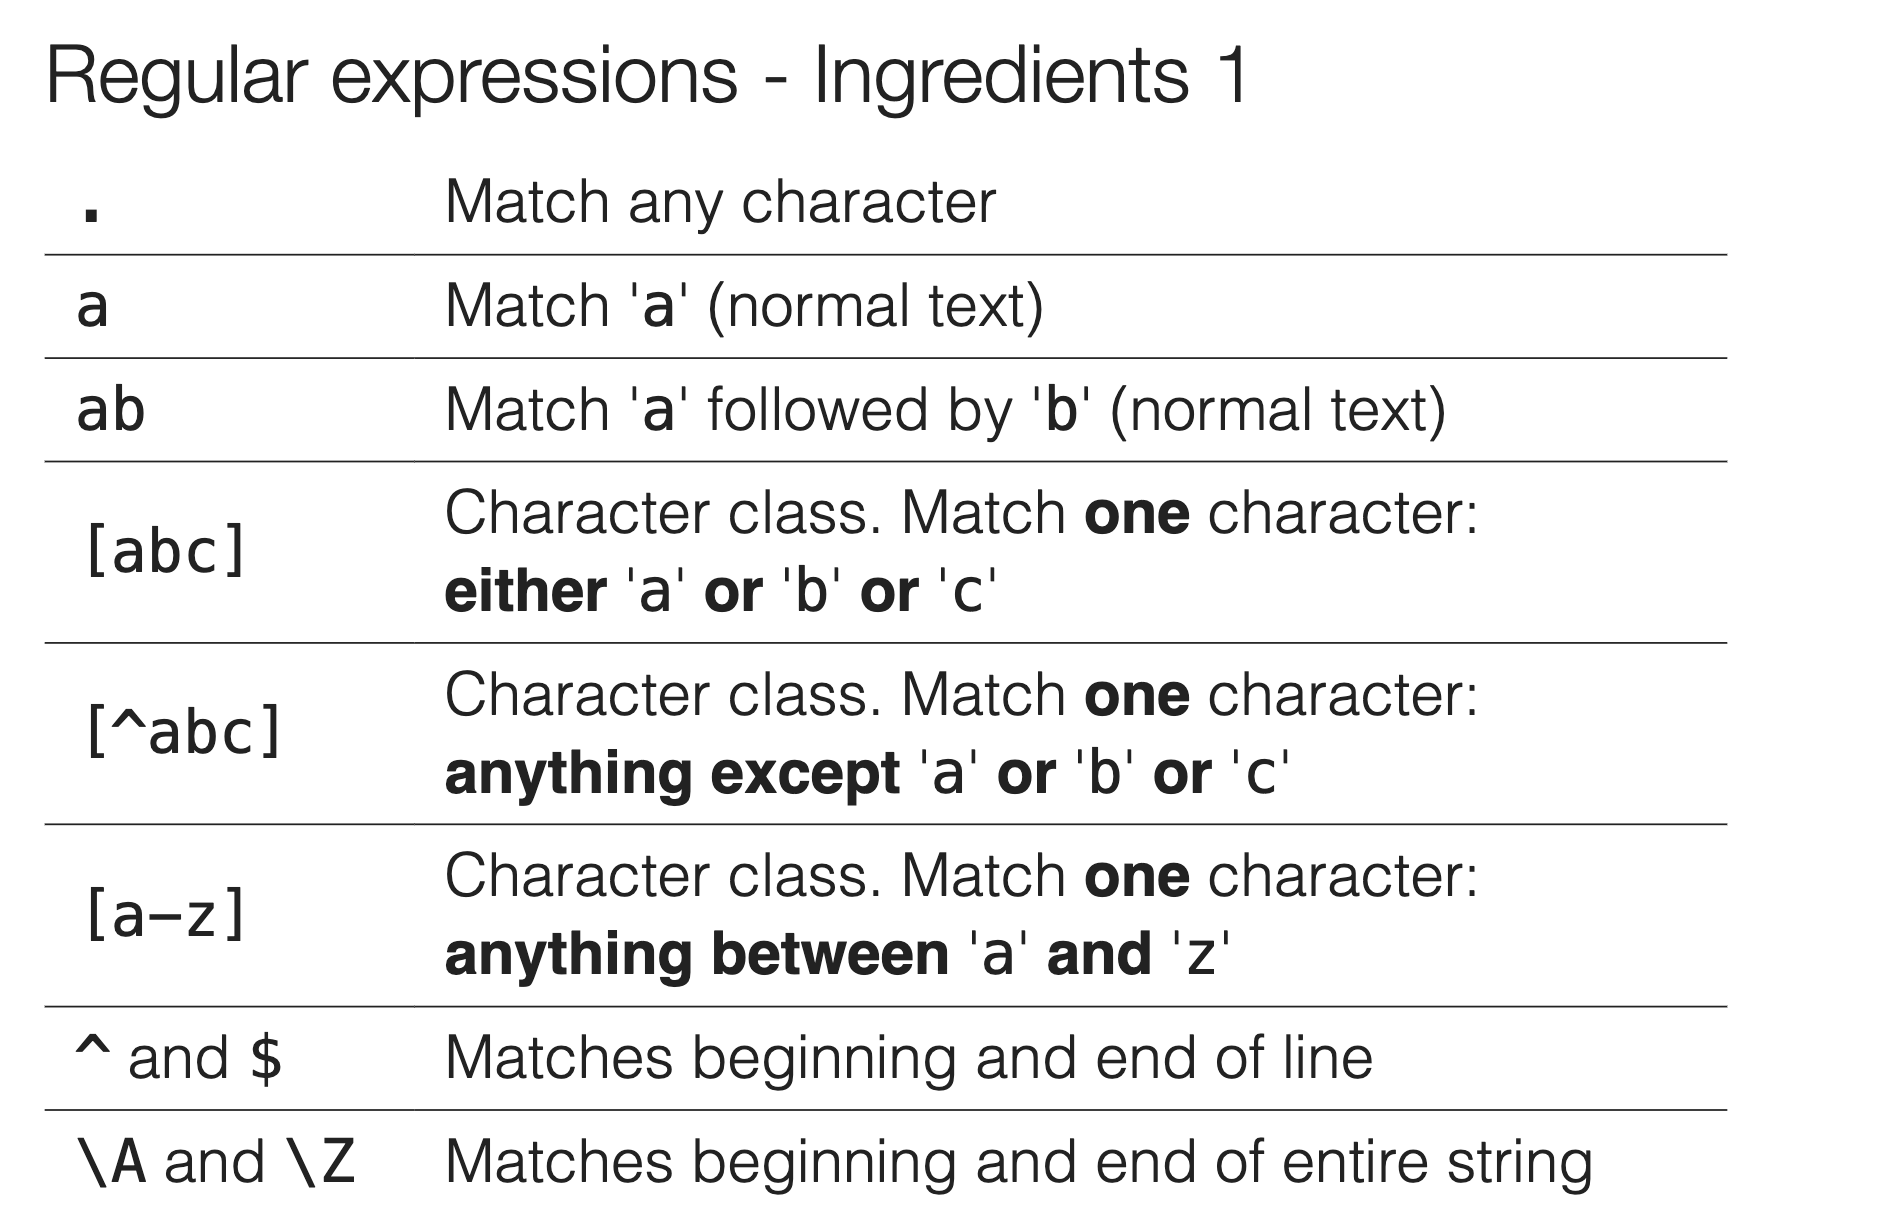 Regular expressions - Ingredients 1
. Match any character
a Match 'a' (normal text)
ab Match 'a' followed by 'b' (normal text)
[abc] Character class. Match one character:
either 'a' or 'b' or 'c'
[^abc] Character class. Match one character:
anything except 'a' or 'b' or 'c'
[a-z] Character class. Match one character:
anything between 'a' and 'z'
^ and $ Matches beginning and end of line
\A and \Z Matches beginning and end of entire string